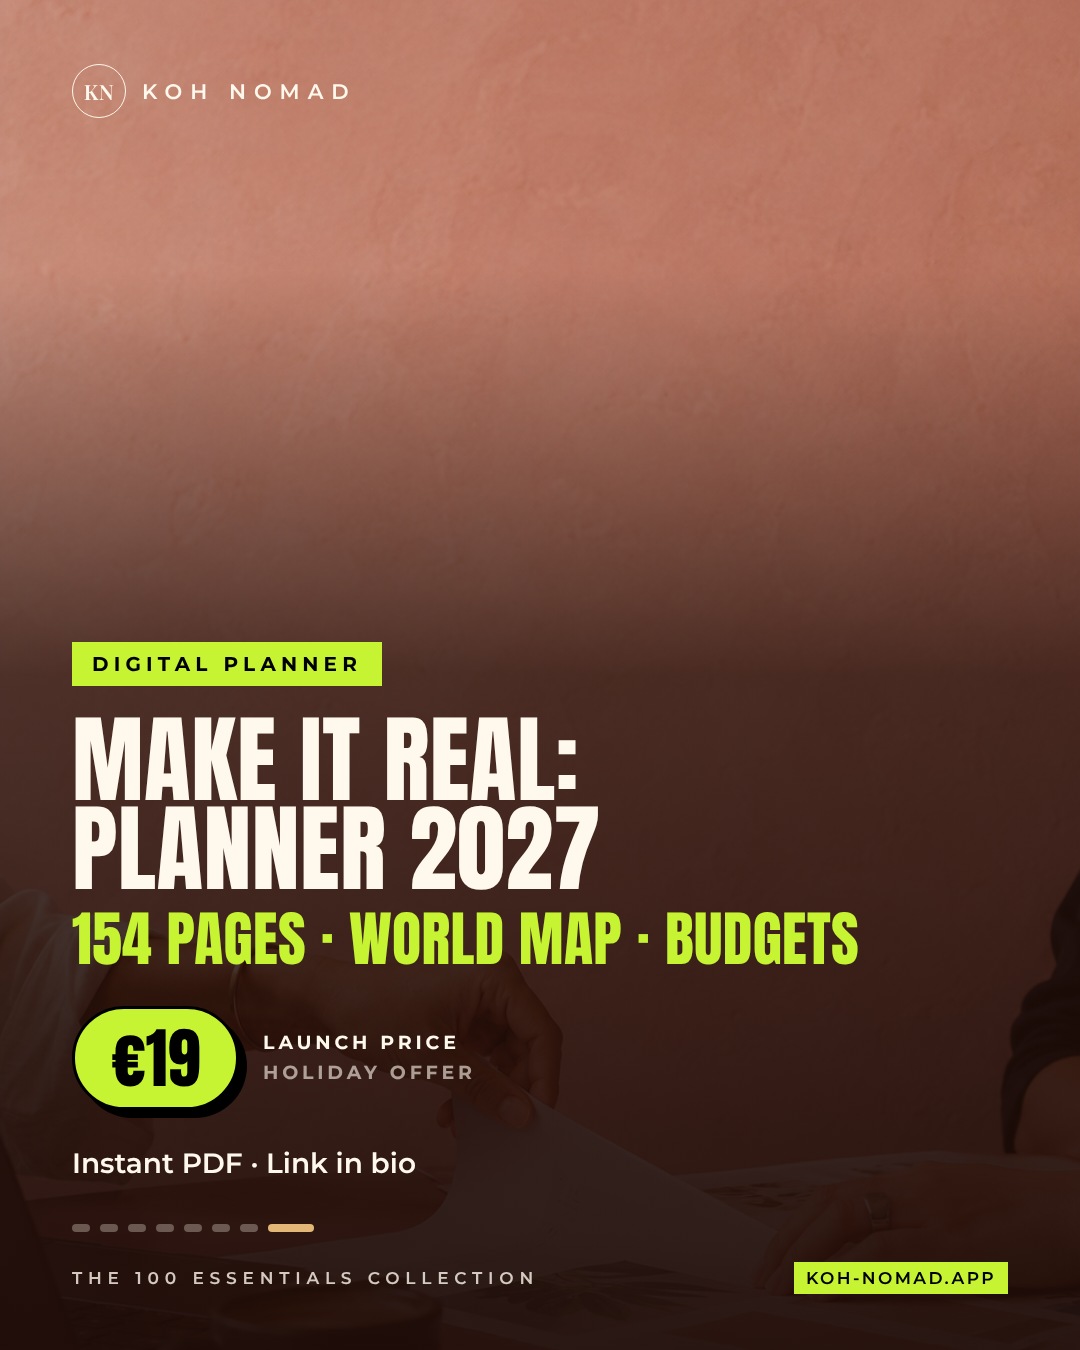 KN KOH NOMAD
DIGITAL PLANNER
MAKE IT REAL:
PLANNER 2027
154 PAGES · WORLD MAP · BUDGETS
€19
LAUNCH PRICE
HOLIDAY OFFER
Instant PDF · Link in bio
THE 100 ESSENTIALS COLLECTION
KOH-NOMAD.APP